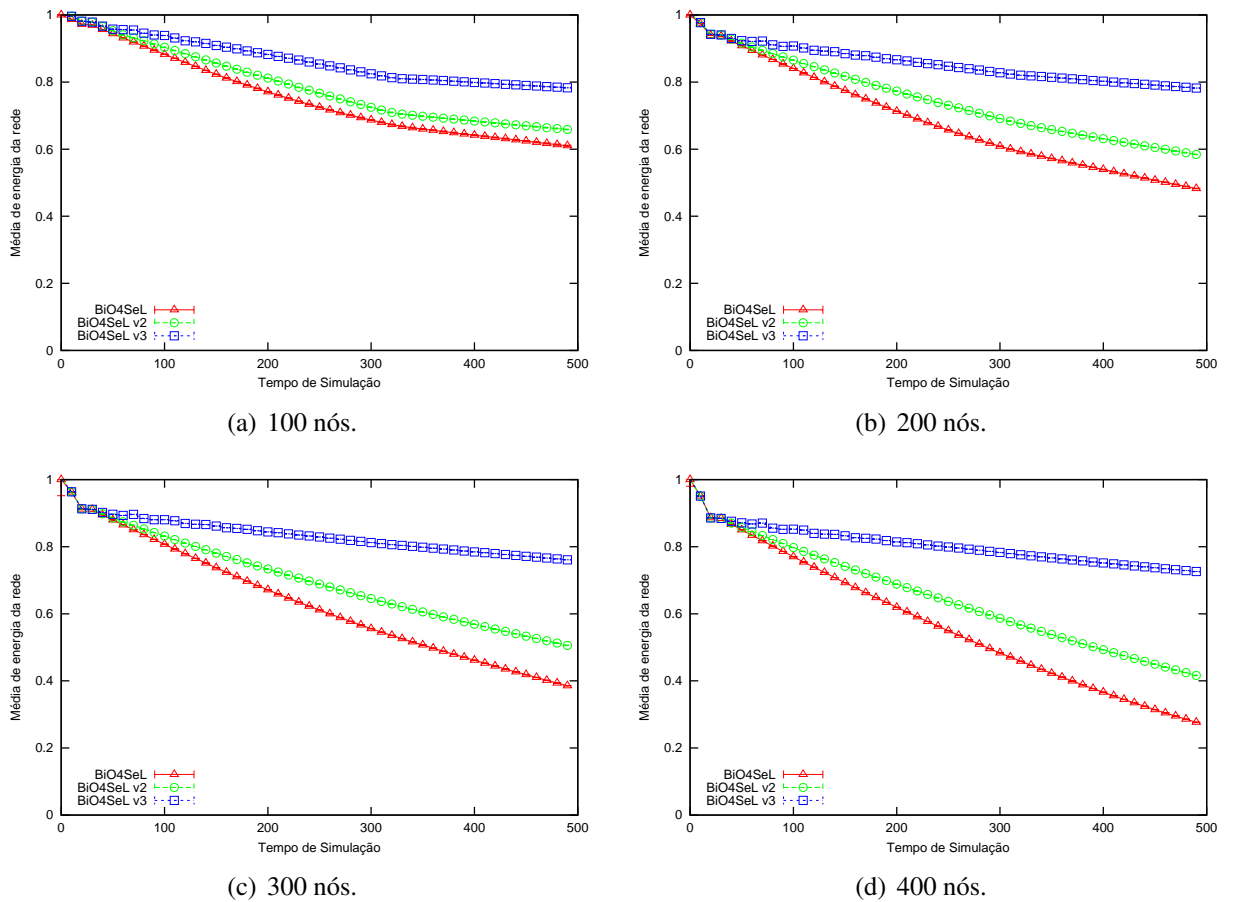 1
0.8
0.6
0.4
0.2
0
0 100 200 300 400 500
Média de energia da rede
Tempo de Simulação
BiO4SeL
BiO4SeL v2
BiO4SeL v3
(a) 100 nós.
1
0.8
0.6
0.4
0.2
0
0 100 200 300 400 500
Média de energia da rede
Tempo de Simulação
BiO4SeL
BiO4SeL v2
BiO4SeL v3
(b) 200 nós.
1
0.8
0.6
0.4
0.2
0
0 100 200 300 400 500
Média de energia da rede
Tempo de Simulação
BiO4SeL
BiO4SeL v2
BiO4SeL v3
(c) 300 nós.
1
0.8
0.6
0.4
0.2
0
0 100 200 300 400 500
Média de energia da rede
Tempo de Simulação
BiO4SeL
BiO4SeL v2
BiO4SeL v3
(d) 400 nós.